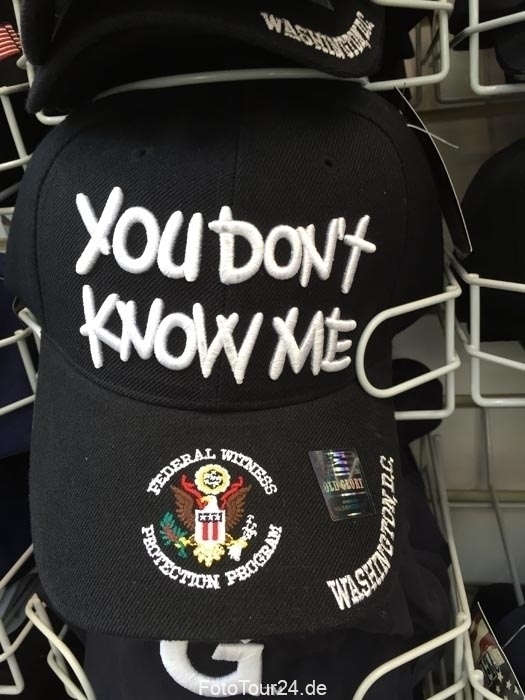 WASHINGTON, D.C.
YOU DON'T
KNOW ME
FEDERAL WITNESS
PROTECTION PROGRAM
OLD GLORY
WASHINGTON, D.C.
G
FotoTour24.de